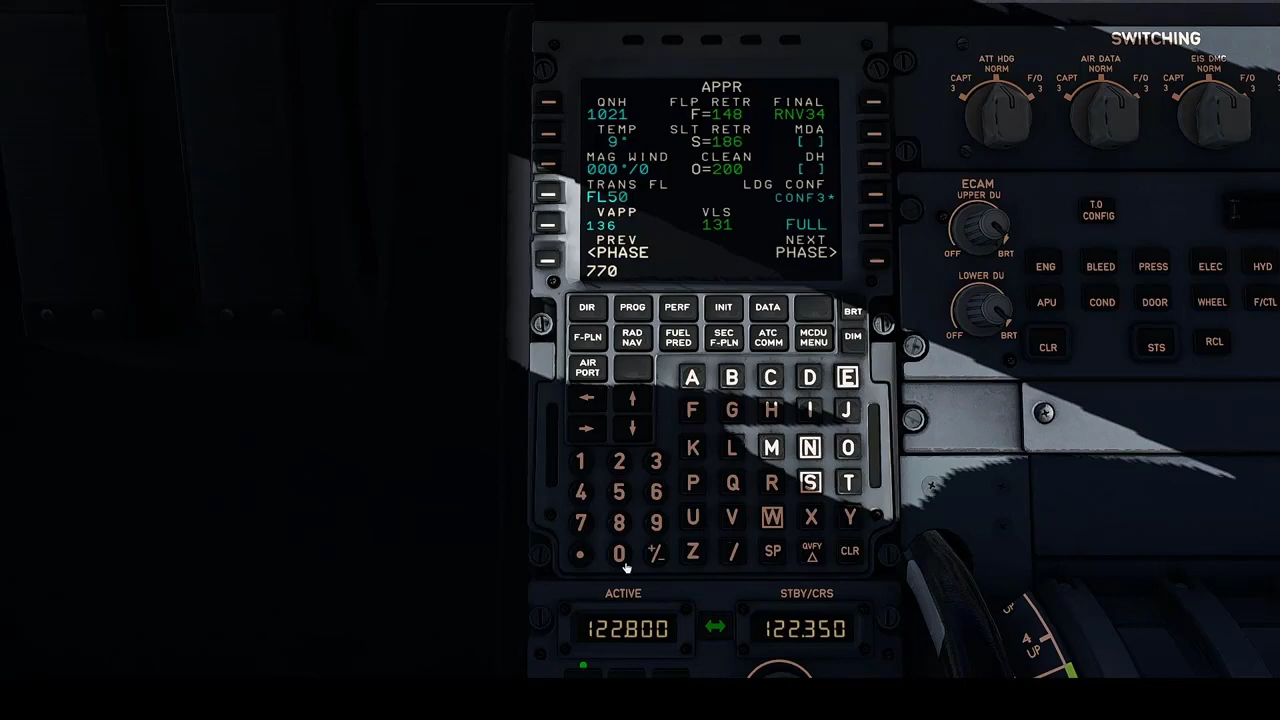 SWITCHING
ATT HDG
NORM
CAPT 3
F/O 3
AIR DATA
NORM
CAPT 3
F/O 3
EIS DMC
NORM
CAPT 3
F/O 3
APPR
QNH FLP RETR FINAL
1021 F=148 RNV34
TEMP SLT RETR MDA
9° S=186 [ ]
MAG WIND CLEAN DH
000°/0 O=200 [ ]
TRANS FL LDG CONF
FL50 CONF3*
VAPP VLS
136 131 FULL
PREV NEXT
<PHASE PHASE>
770
DIR PROG PERF INIT DATA BRT
F-PLN RAD NAV FUEL PRED SEC F-PLN ATC COMM MCDU MENU DIM
AIR PORT
A B C D E
← ↑ F G H I J
→ ↓ K L M N O
1 2 3
4 5 6 P Q R S T
7 8 9 U V W X Y
• 0 +/- Z / SP OVFY △ CLR
ECAM
UPPER DU
OFF BRT
LOWER DU
OFF BRT
T.O CONFIG
ENG BLEED PRESS ELEC HYD
APU COND DOOR WHEEL F/CTL
CLR STS RCL
ACTIVE STBY/CRS
122.800 122.350
4
UP